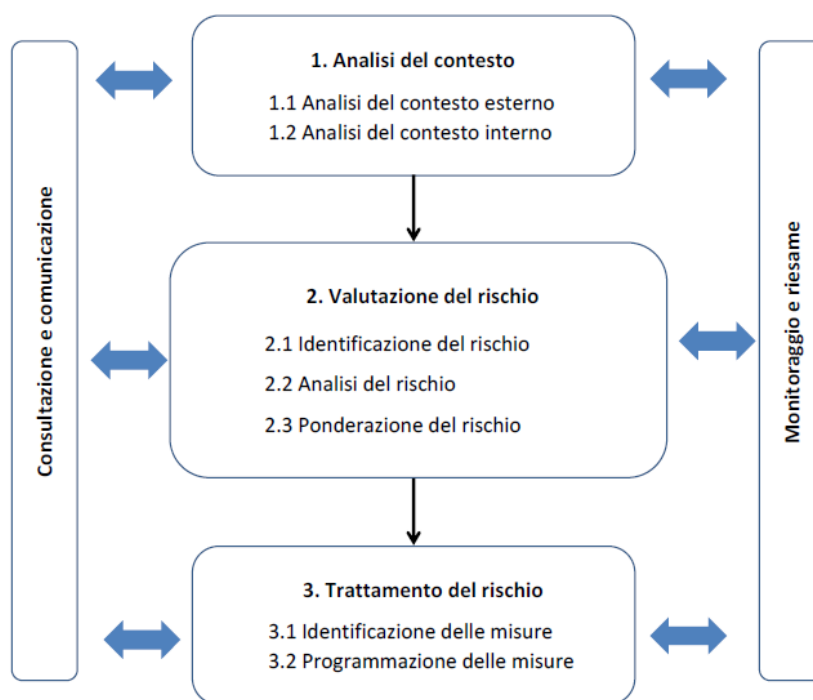 Consultazione e comunicazione
1. Analisi del contesto
1.1 Analisi del contesto esterno
1.2 Analisi del contesto interno
2. Valutazione del rischio
2.1 Identificazione del rischio
2.2 Analisi del rischio
2.3 Ponderazione del rischio
3. Trattamento del rischio
3.1 Identificazione delle misure
3.2 Programmazione delle misure
Monitoraggio e riesame